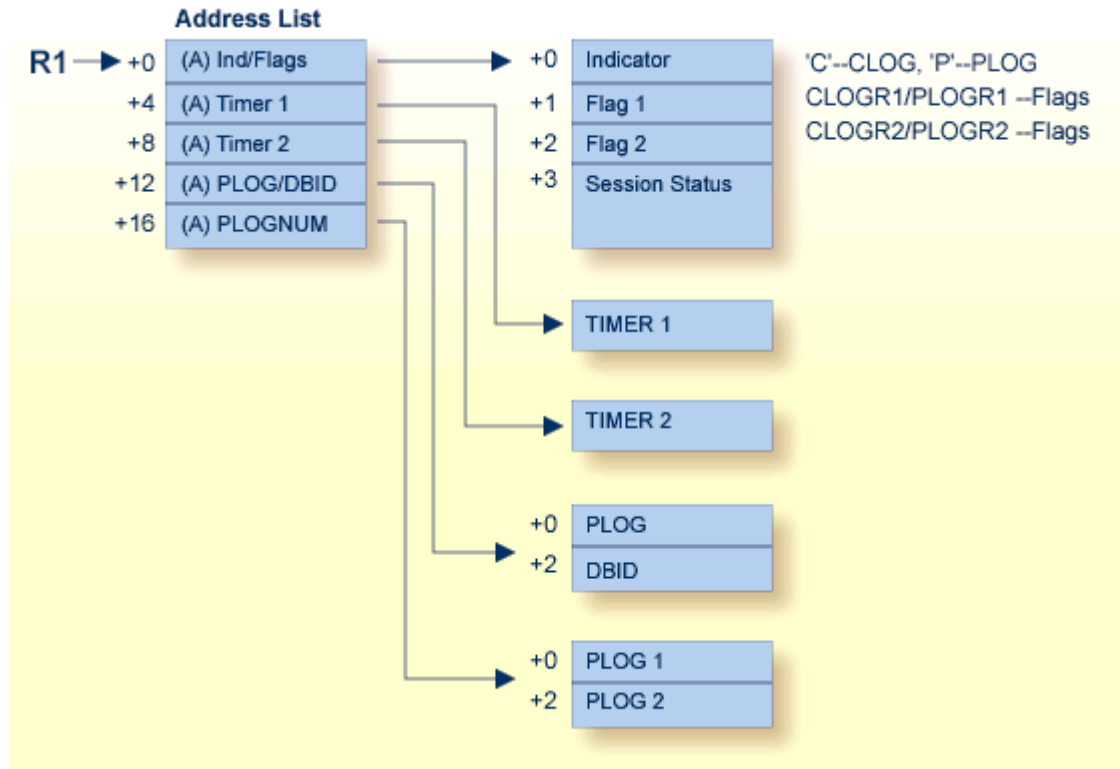 Address List
R1 +0 (A) Ind/Flags
+4 (A) Timer 1
+8 (A) Timer 2
+12 (A) PLOG/DBID
+16 (A) PLOGNUM
+0 Indicator 'C'--CLOG, 'P'--PLOG
+1 Flag 1 CLOGR1/PLOGR1 --Flags
+2 Flag 2 CLOGR2/PLOGR2 --Flags
+3 Session Status
TIMER 1
TIMER 2
+0 PLOG
+2 DBID
+0 PLOG 1
+2 PLOG 2